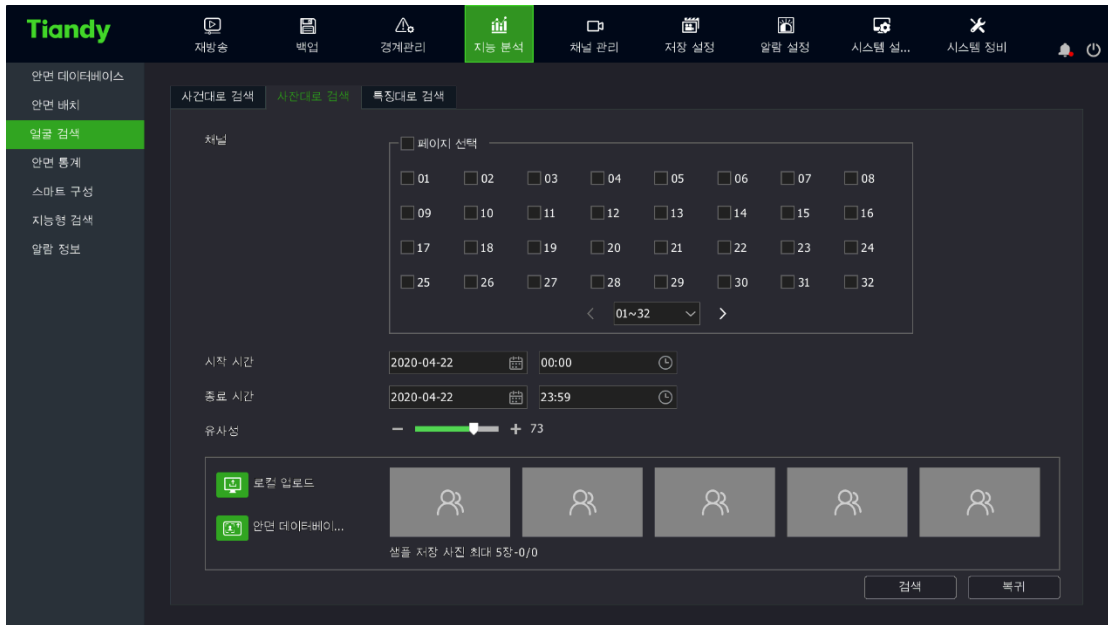 Tiandy
재방송 백업 경계관리 지능 분석 채널 관리 저장 설정 알람 설정 시스템 설... 시스템 정비
안면 데이터베이스
안면 배치
얼굴 검색
안면 통계
스마트 구성
지능형 검색
알람 정보
사건대로 검색 사잔대로 검색 특징대로 검색
채널
페이지 선택
01 02 03 04 05 06 07 08
09 10 11 12 13 14 15 16
17 18 19 20 21 22 23 24
25 26 27 28 29 30 31 32
< 01~32 >
시작 시간 2020-04-22 00:00
종료 시간 2020-04-22 23:59
유사성 − + 73
로컬 업로드
안면 데이터베이...
샘플 저장 사진 최대 5장-0/0
검색 복귀